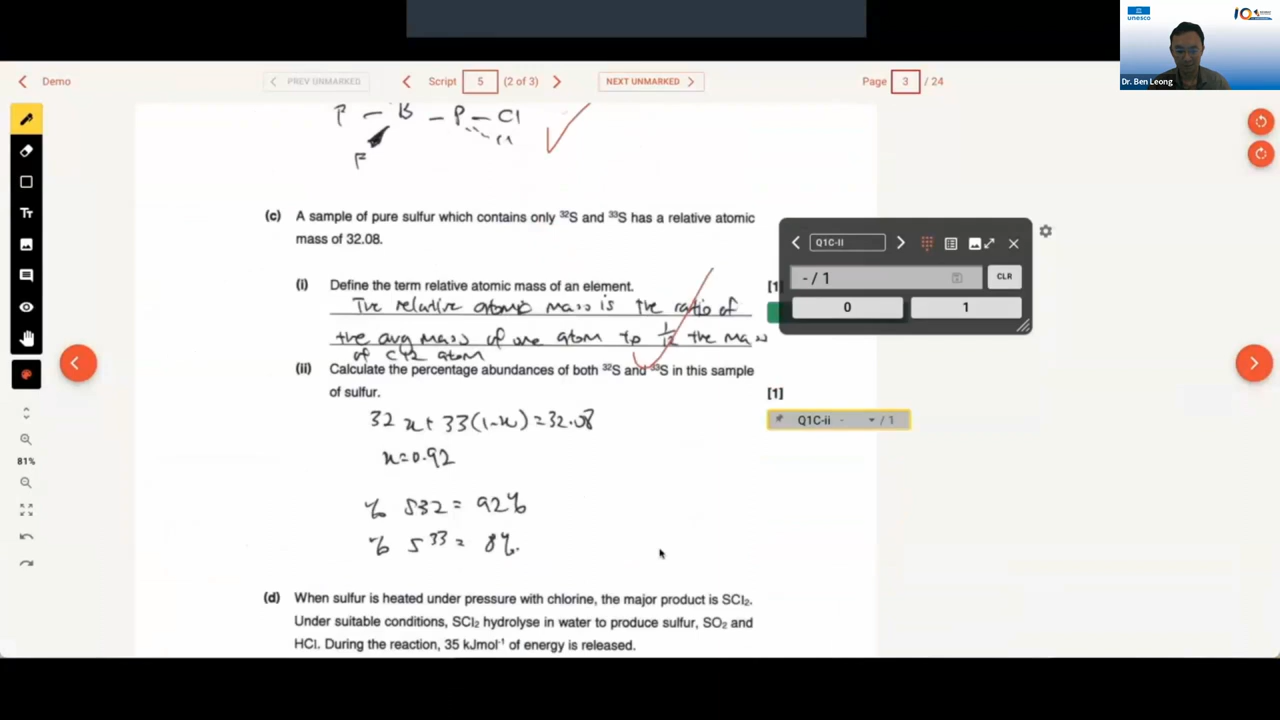 unesco
Dr. Ben Leong
Demo
PREV UNMARKED
Script 5 (2 of 3)
NEXT UNMARKED
Page 3 / 24
F - B - P - Cl
F
(c) A sample of pure sulfur which contains only ³²S and ³³S has a relative atomic
mass of 32.08.
(i) Define the term relative atomic mass of an element.
[1
The relative atomic mass is the ratio of
the avg mass of one atom to 1/12 the mass
of C12 atom
(ii) Calculate the percentage abundances of both ³²S and ³³S in this sample
of sulfur.
[1]
32x + 33(1-x) = 32.08
x = 0.92
% S32 = 92%
% S33 = 8%.
Q1C-II
- / 1
CLR
0
1
Q1C-ii - / 1
Tт
81%
(d) When sulfur is heated under pressure with chlorine, the major product is SCl₂.
Under suitable conditions, SCl₂ hydrolyse in water to produce sulfur, SO₂ and
HCl. During the reaction, 35 kJmol⁻¹ of energy is released.